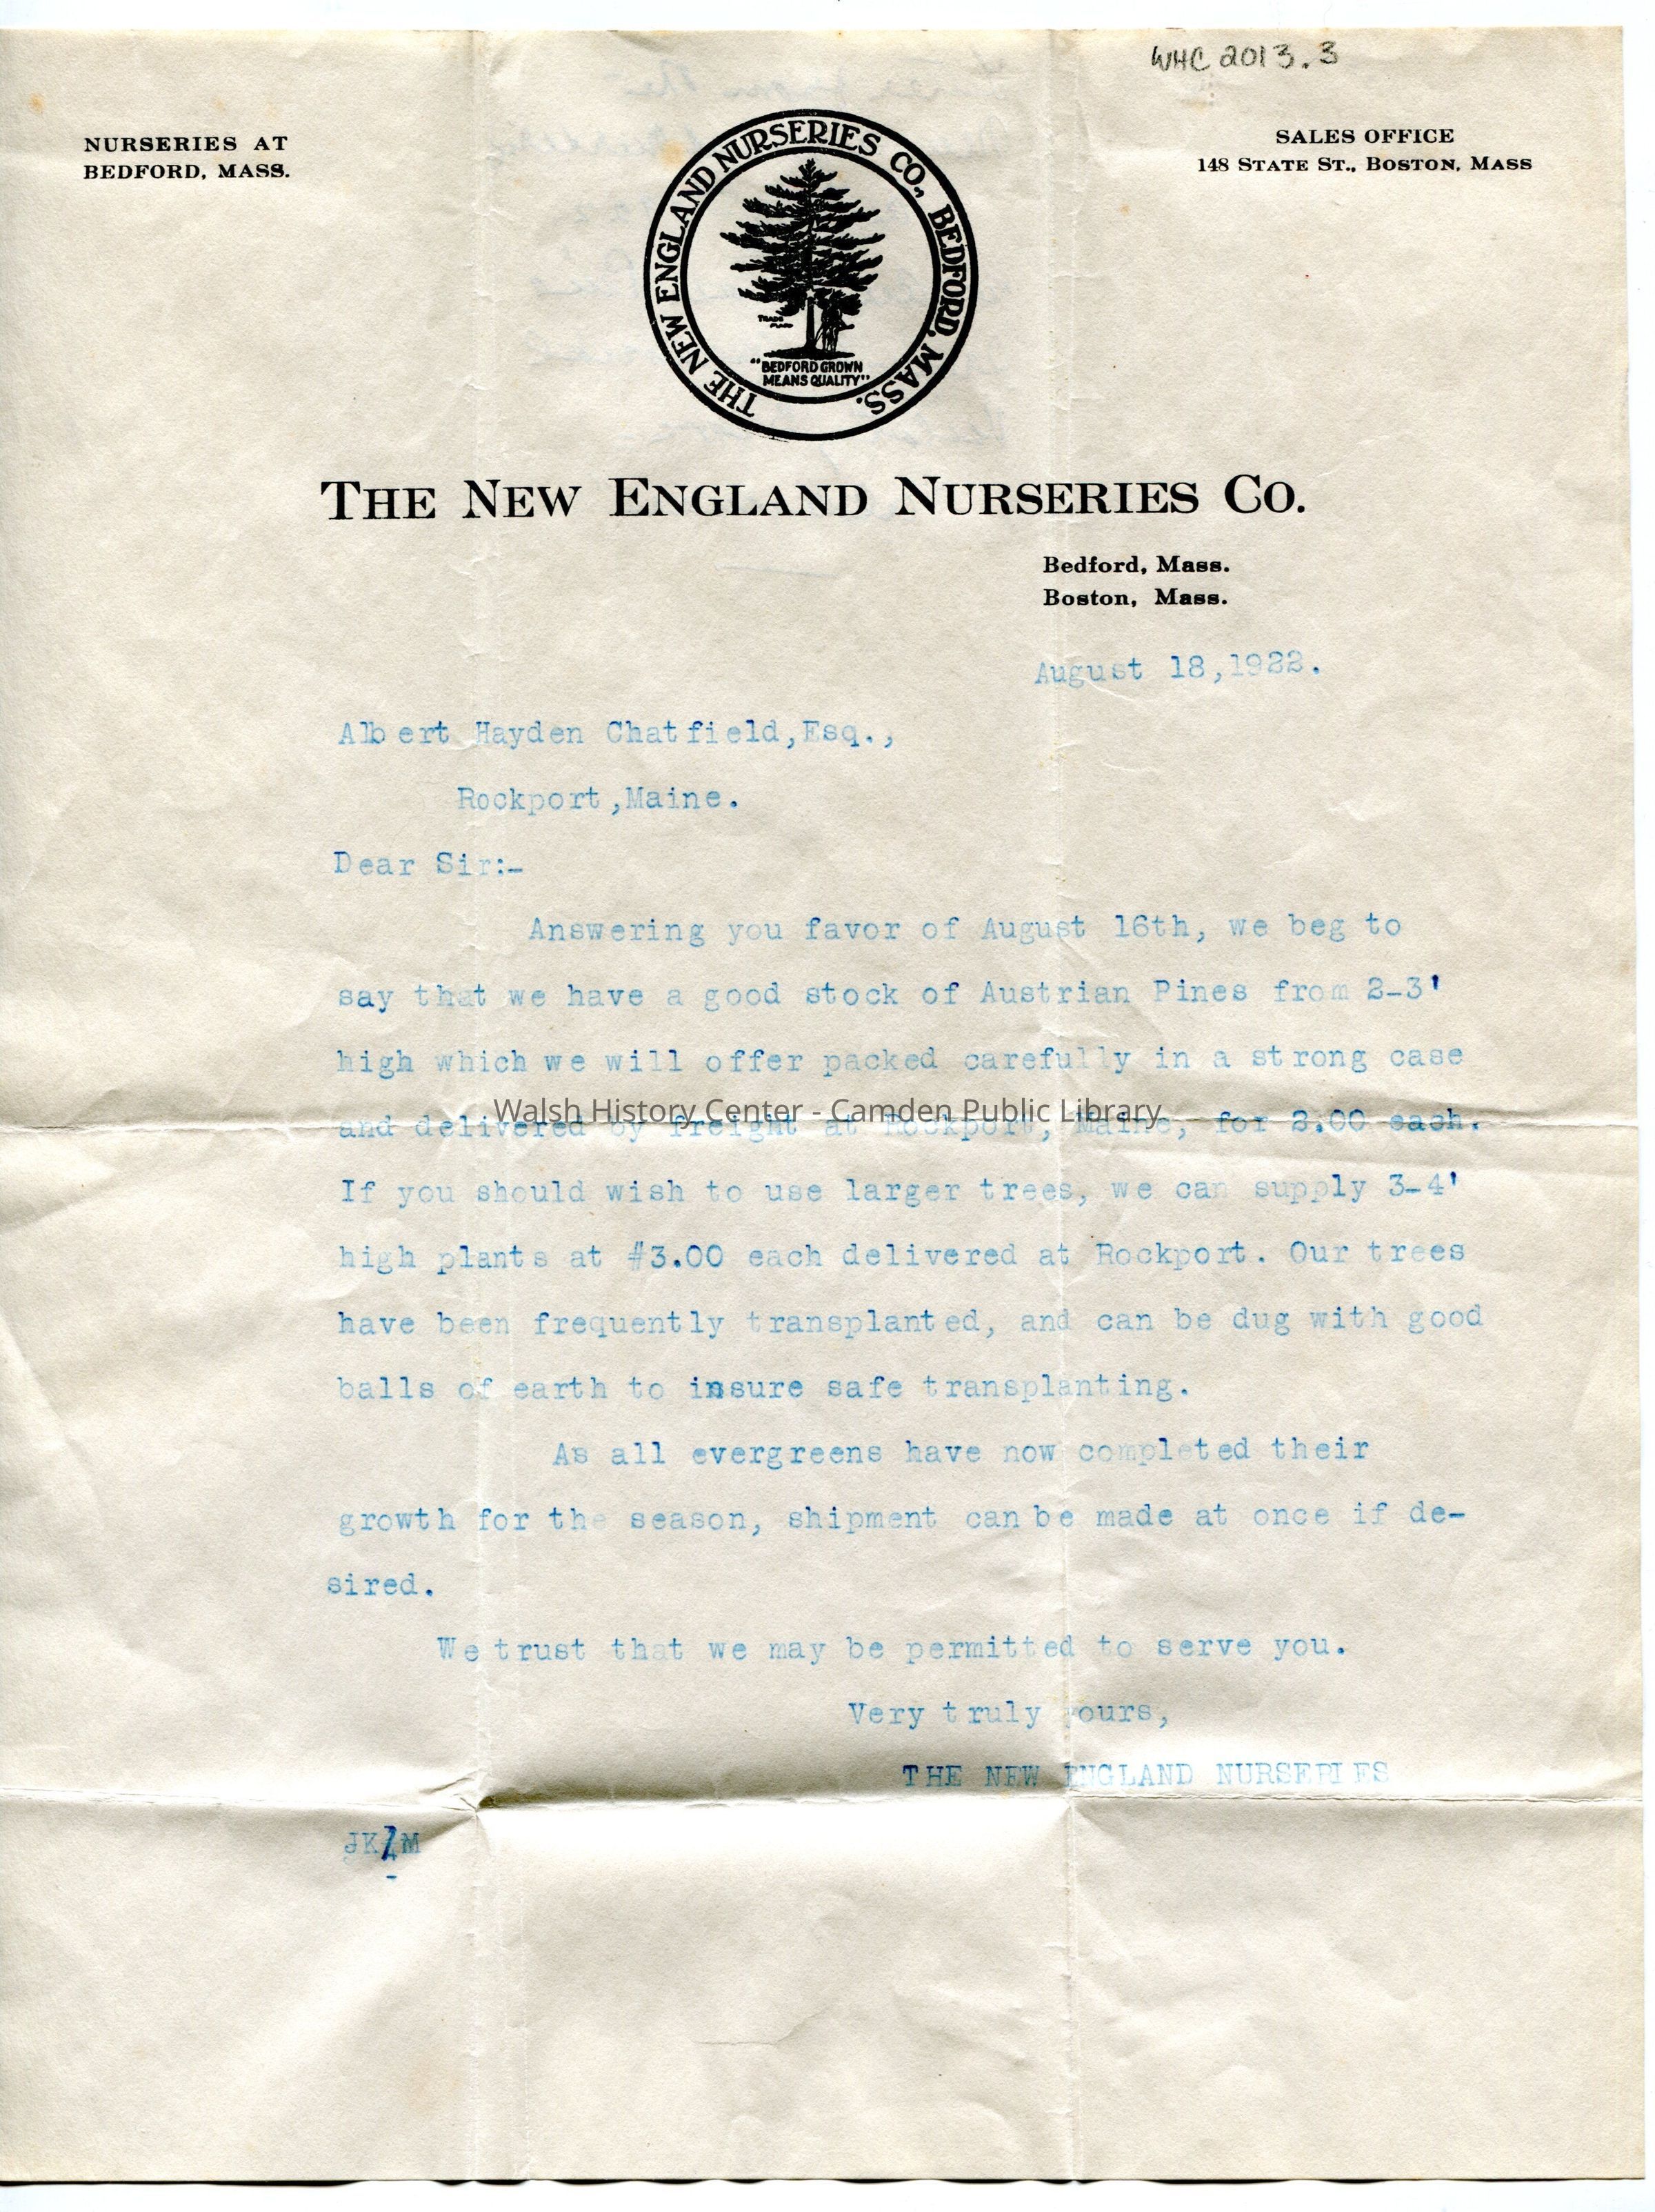 WHC 2013.3
NURSERIES AT
BEDFORD, MASS.
SALES OFFICE
148 STATE ST., BOSTON, MASS
THE NEW ENGLAND NURSERIES CO., BEDFORD, MASS.
TRADE
MARK
"BEDFORD GROWN
MEANS QUALITY"
THE NEW ENGLAND NURSERIES CO.
Bedford, Mass.
Boston, Mass.
August 18,1922.
Albert Hayden Chatfield,Esq.,
Rockport,Maine.
Dear Sir:-
Answering you favor of August 16th, we beg to
say that we have a good stock of Austrian Pines from 2-3'
high which we will offer packed carefully in a strong case
Walsh History Center - Camden Public Library
and delivered by freight at Rockport, Maine, for 2.00 each.
If you should wish to use larger trees, we can supply 3-4'
high plants at #3.00 each delivered at Rockport. Our trees
have been frequently transplanted, and can be dug with good
balls of earth to insure safe transplanting.
As all evergreens have now completed their
growth for the season, shipment can be made at once if de-
sired.
We trust that we may be permitted to serve you.
Very truly yours,
THE NEW ENGLAND NURSERIES